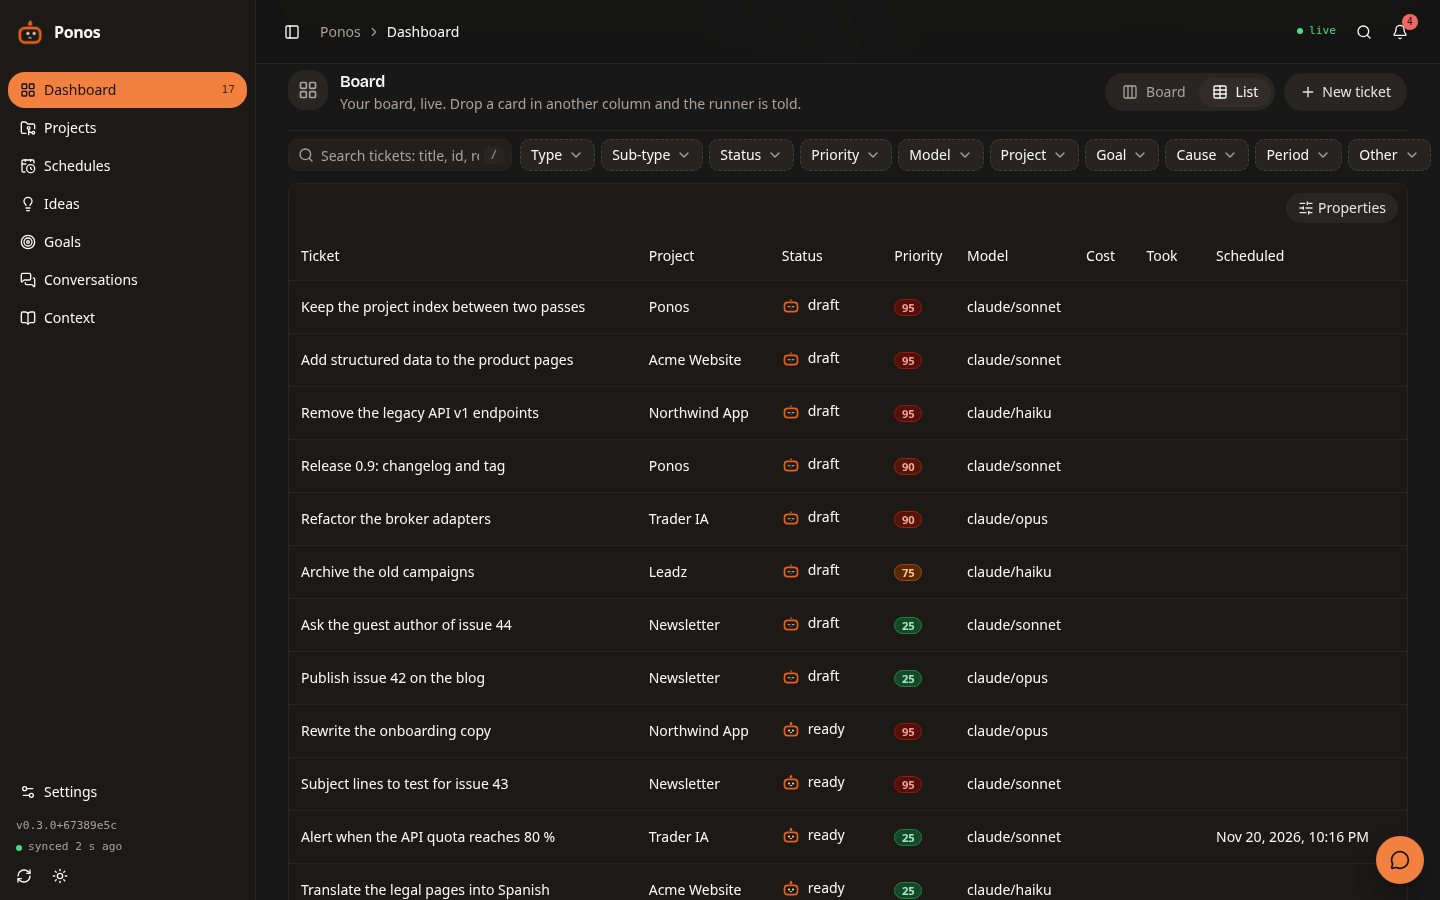 Ponos
Dashboard 17
Projects
Schedules
Ideas
Goals
Conversations
Context
Settings
v0.3.0+67389e5c
synced 2 s ago
Ponos > Dashboard
live
4
Board
Your board, live. Drop a card in another column and the runner is told.
Board
List
New ticket
Search tickets: title, id, r /
Type
Sub-type
Status
Priority
Model
Project
Goal
Cause
Period
Other
Properties
Ticket Project Status Priority Model Cost Took Scheduled
Keep the project index between two passes Ponos draft 95 claude/sonnet
Add structured data to the product pages Acme Website draft 95 claude/sonnet
Remove the legacy API v1 endpoints Northwind App draft 95 claude/haiku
Release 0.9: changelog and tag Ponos draft 90 claude/sonnet
Refactor the broker adapters Trader IA draft 90 claude/opus
Archive the old campaigns Leadz draft 75 claude/haiku
Ask the guest author of issue 44 Newsletter draft 25 claude/sonnet
Publish issue 42 on the blog Newsletter draft 25 claude/opus
Rewrite the onboarding copy Northwind App ready 95 claude/opus
Subject lines to test for issue 43 Newsletter ready 95 claude/sonnet
Alert when the API quota reaches 80 % Trader IA ready 25 claude/sonnet Nov 20, 2026, 10:16 PM
Translate the legal pages into Spanish Acme Website ready 25 claude/haiku